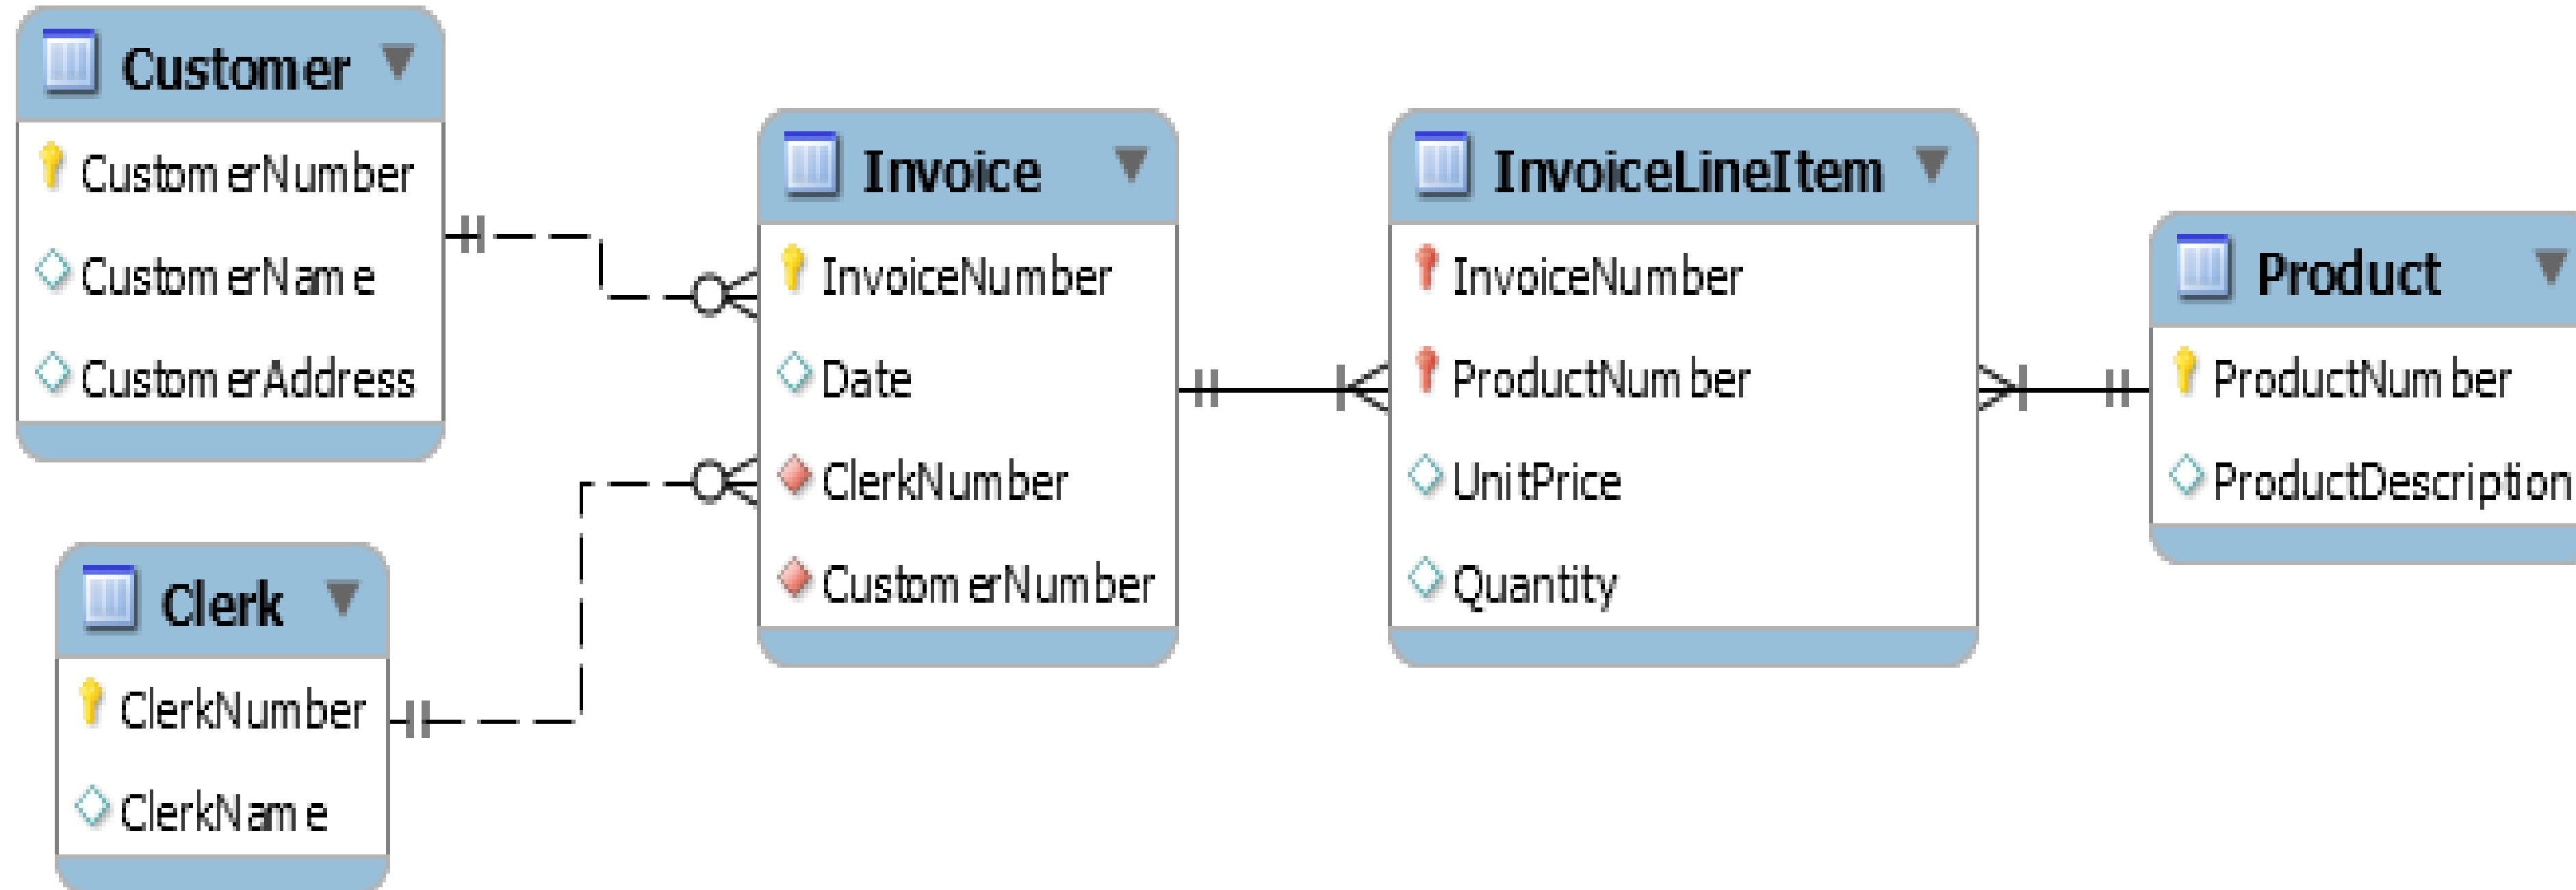 Customer
CustomerNumber
CustomerName
CustomerAddress
Clerk
ClerkNumber
ClerkName
Invoice
InvoiceNumber
Date
ClerkNumber
CustomerNumber
InvoiceLineItem
InvoiceNumber
ProductNumber
UnitPrice
Quantity
Product
ProductNumber
ProductDescription